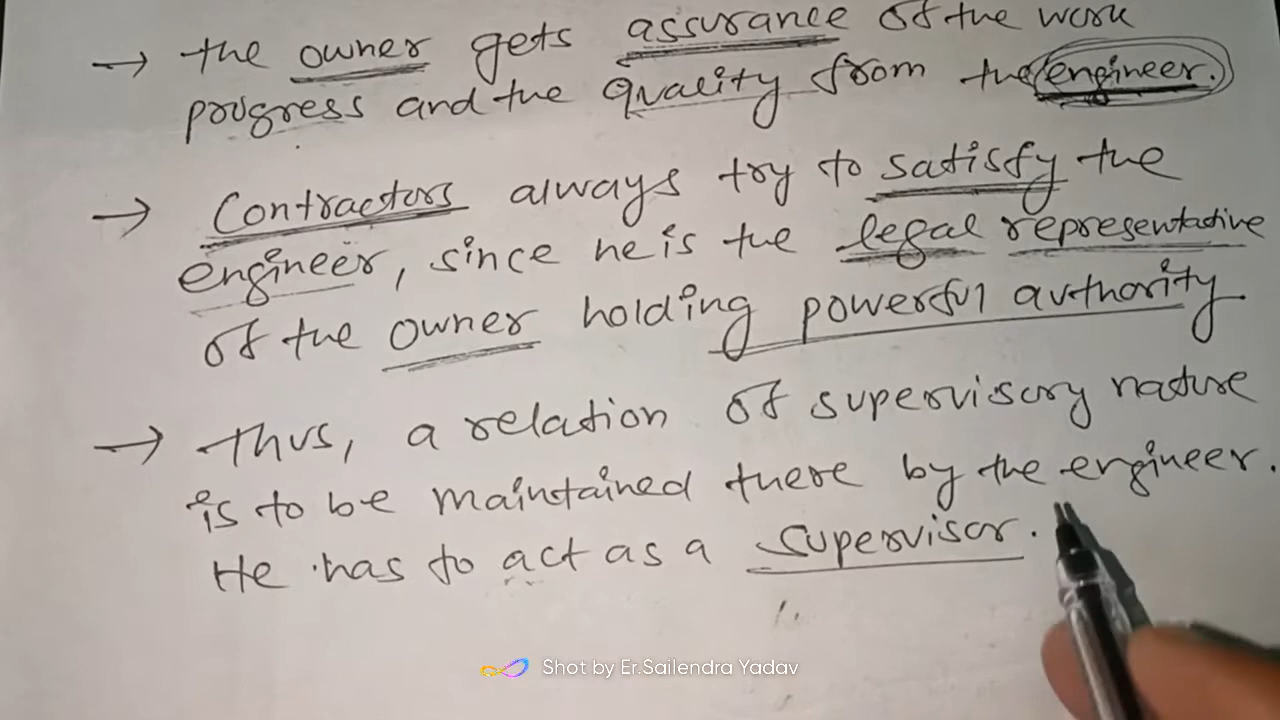 → the owner gets assurance of the work
progress and the quality from the engineer.
→ Contractors always try to satisfy the
engineer, since he is the legal representative
of the owner holding powerful authority.
→ Thus, a relation of supervisory nature
is to be maintained there by the engineer.
He has to act as a supervisor.
Shot by Er.Sailendra Yadav